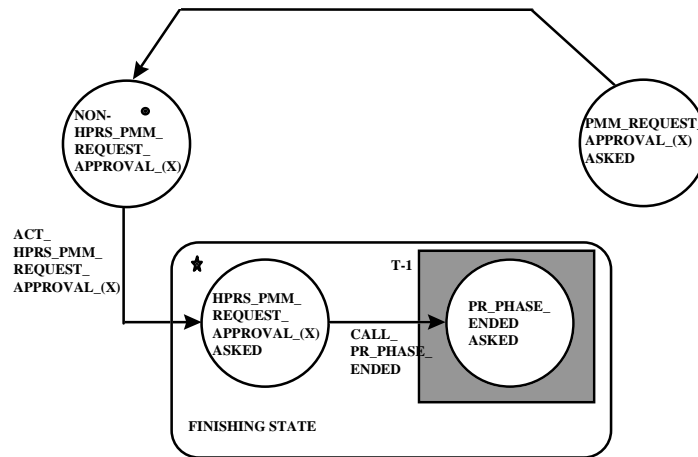 NON-
HPRS_PMM_
REQUEST_
APPROVAL_(X)
PMM_REQUEST_
APPROVAL_(X)
ASKED
ACT_
HPRS_PMM_
REQUEST_
APPROVAL_(X)
T-1
HPRS_PMM_
REQUEST_
APPROVAL_(X)
ASKED
CALL_
PR_PHASE_
ENDED
PR_PHASE_
ENDED
ASKED
FINISHING STATE